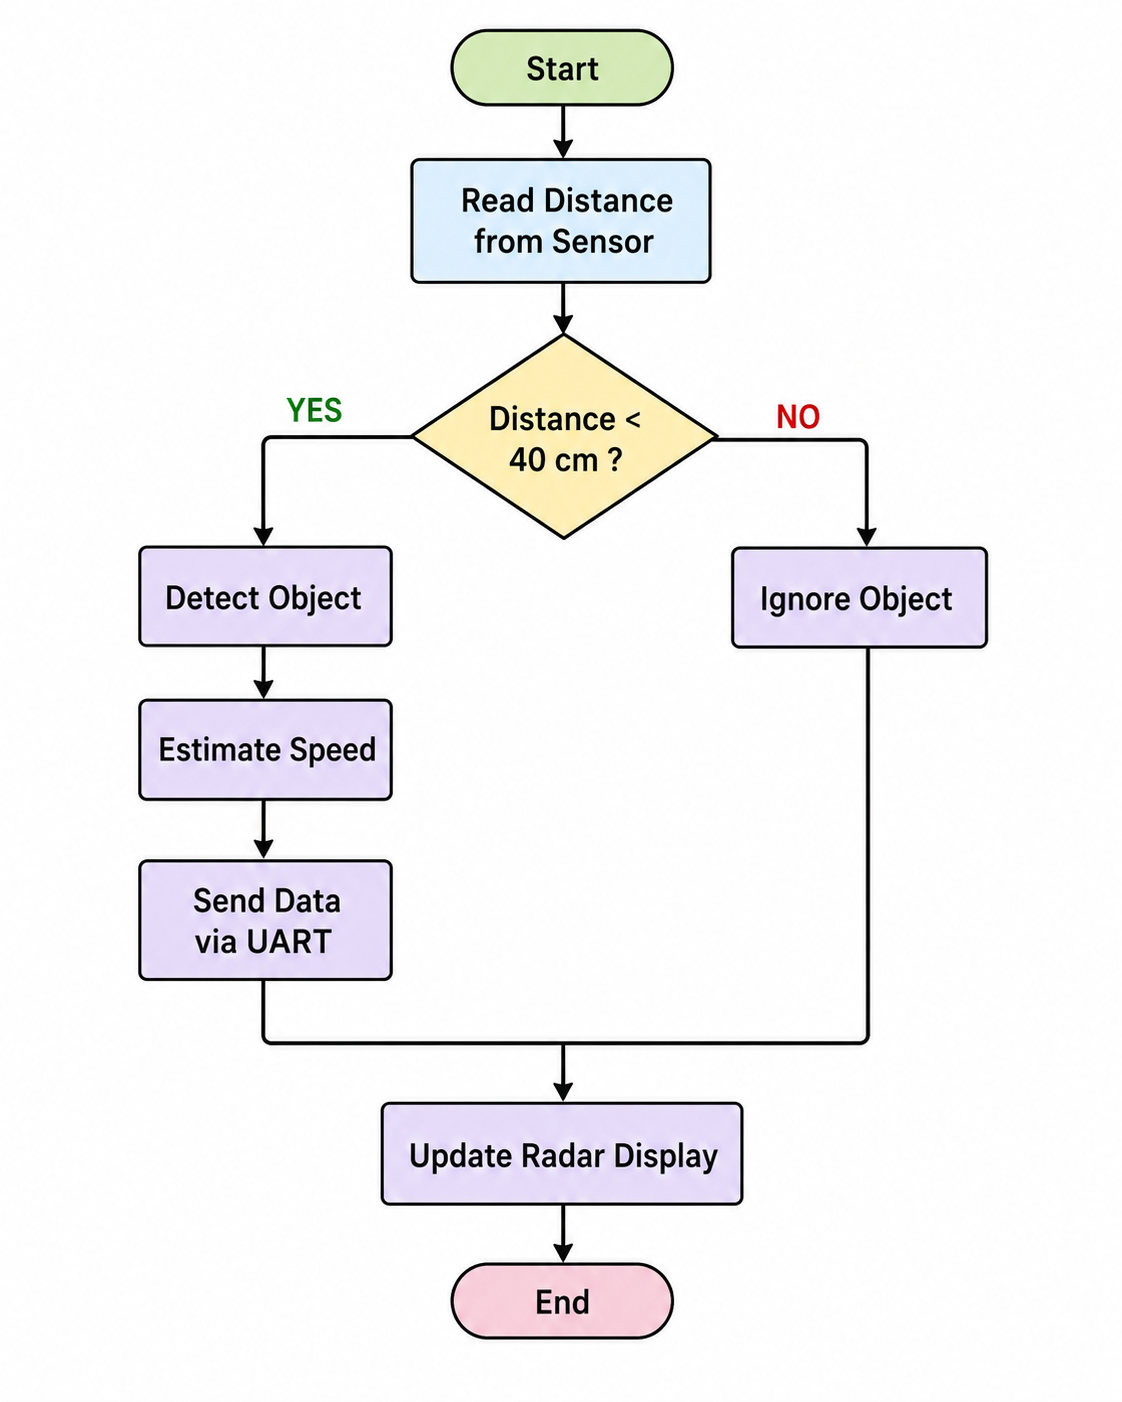 Start
Read Distance
from Sensor
YES
NO
Distance <
40 cm ?
Detect Object
Ignore Object
Estimate Speed
Send Data
via UART
Update Radar Display
End